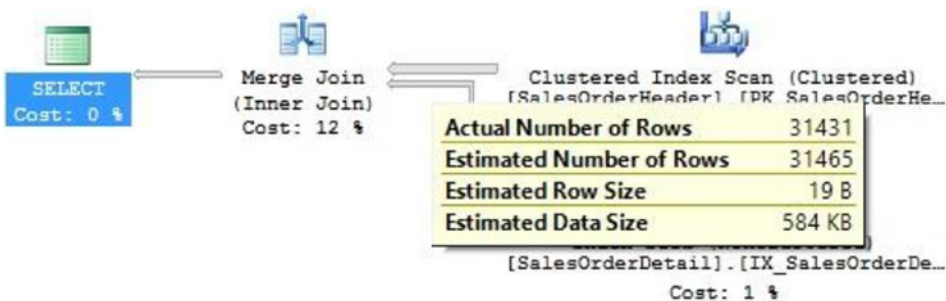 SELECT
Cost: 0 %
Merge Join
(Inner Join)
Cost: 12 %
Clustered Index Scan (Clustered)
[SalesOrderHeader].[PK_SalesOrderHe…
Actual Number of Rows 31431
Estimated Number of Rows 31465
Estimated Row Size 19 B
Estimated Data Size 584 KB
[SalesOrderDetail].[IX_SalesOrderDe…
Cost: 1 %